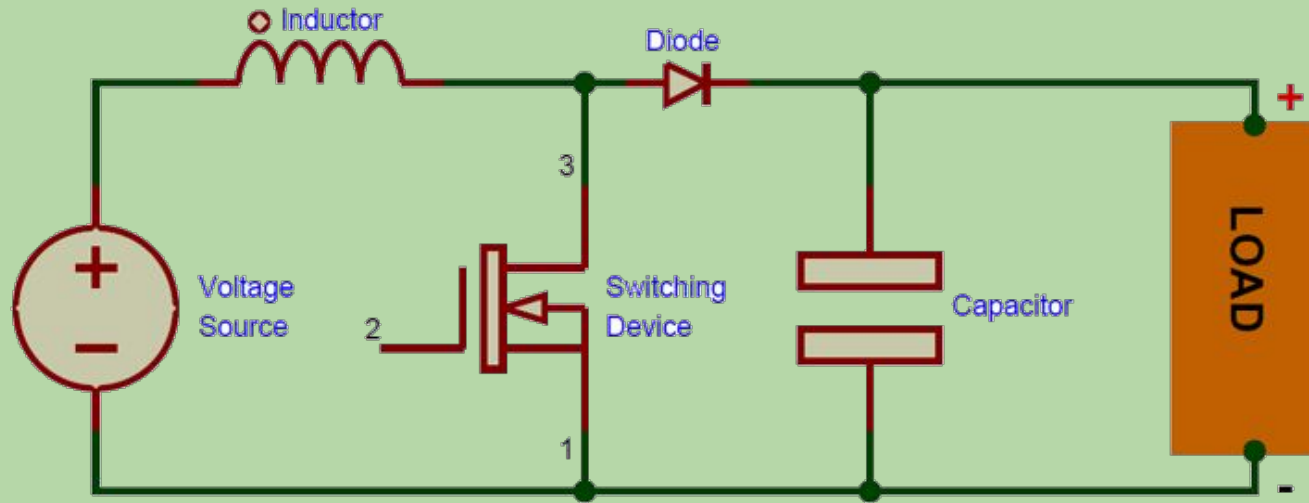 Inductor
Diode
+
3
LOAD
+
Voltage
Source
2
Switching
Device
Capacitor
−
1
-